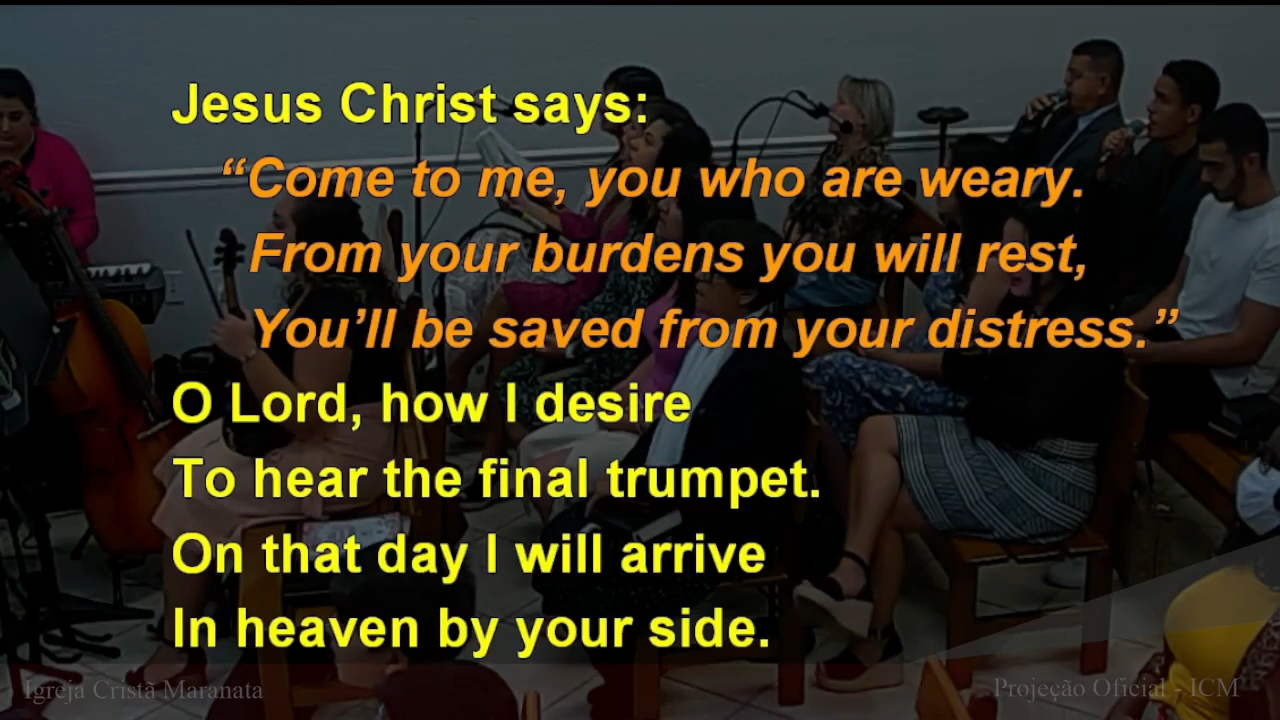 Jesus Christ says:
“Come to me, you who are weary.
From your burdens you will rest,
You’ll be saved from your distress.”
O Lord, how I desire
To hear the final trumpet.
On that day I will arrive
In heaven by your side.
Igreja Cristã Maranata
Projeção Oficial - ICM